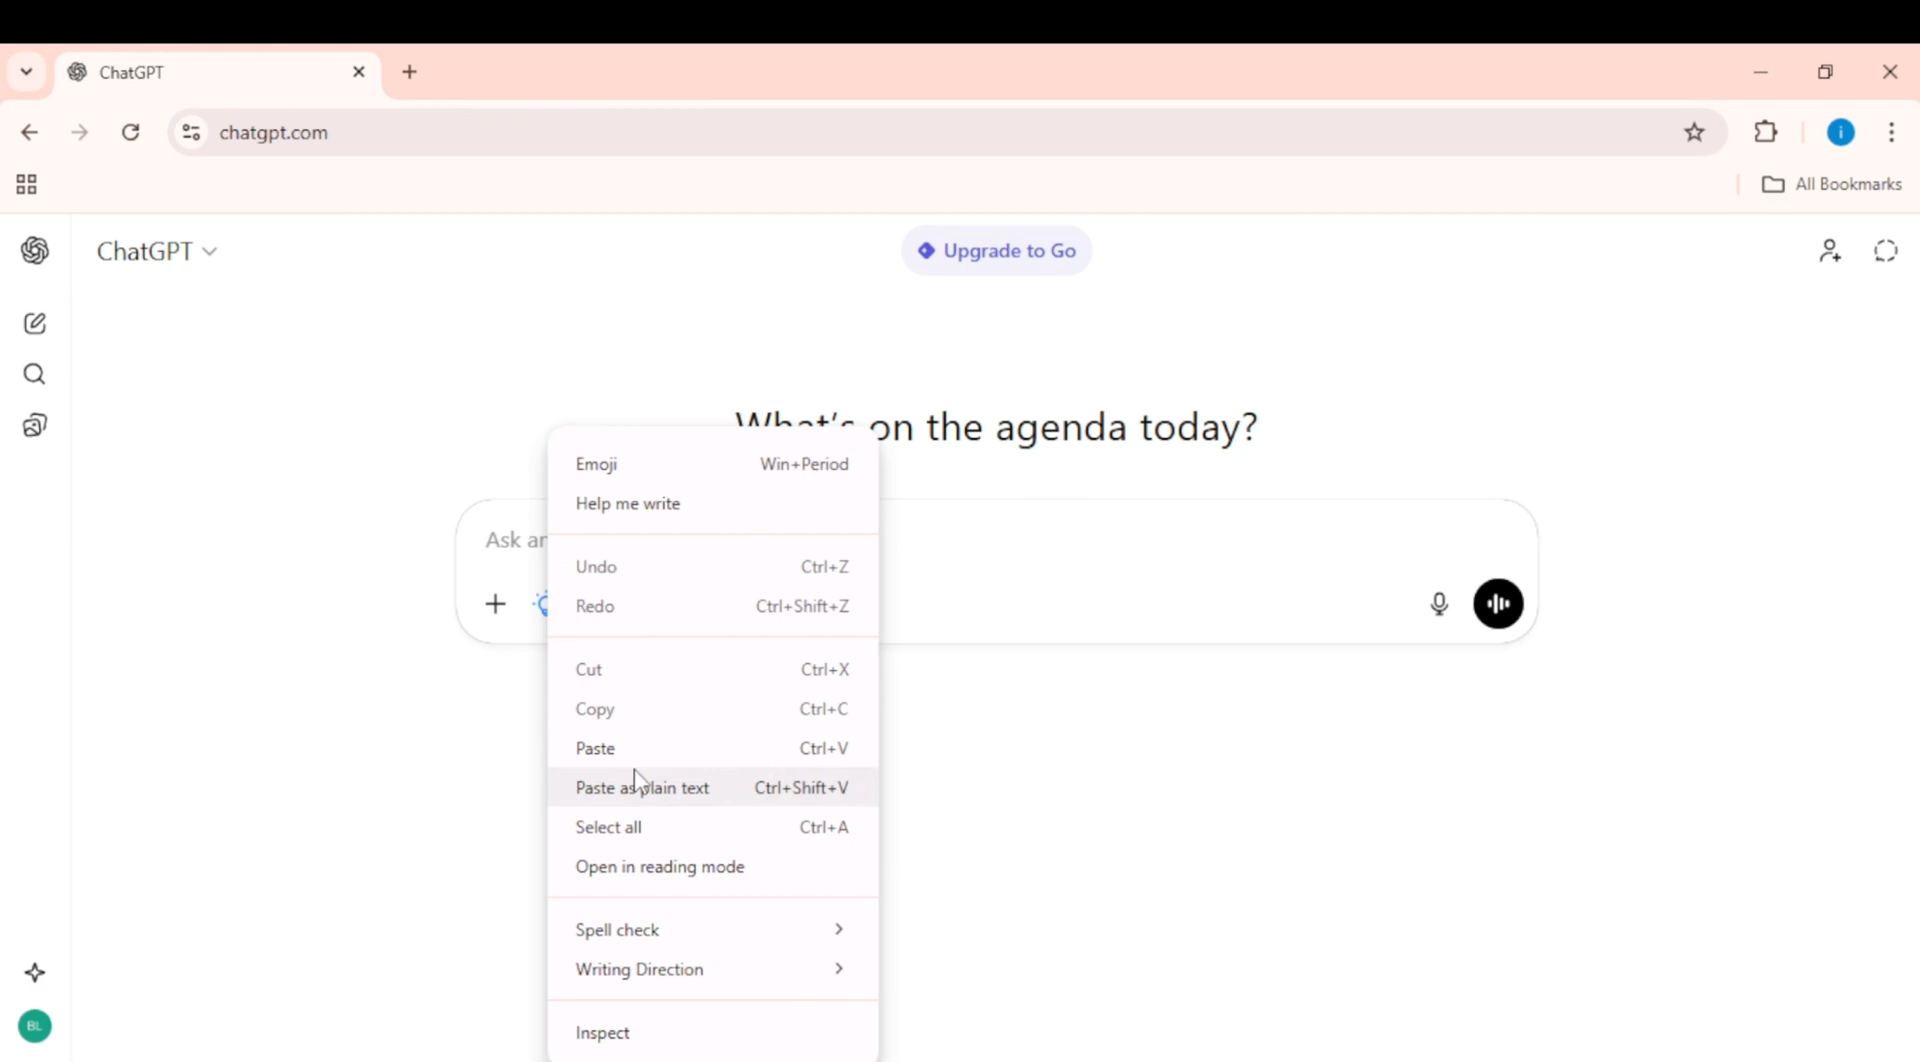 ChatGPT
chatgpt.com
All Bookmarks
ChatGPT
Upgrade to Go
What's on the agenda today?
Emoji Win+Period
Help me write
Ask an
Undo Ctrl+Z
Redo Ctrl+Shift+Z
Cut Ctrl+X
Copy Ctrl+C
Paste Ctrl+V
Paste as plain text Ctrl+Shift+V
Select all Ctrl+A
Open in reading mode
Spell check
Writing Direction
BL
Inspect
i